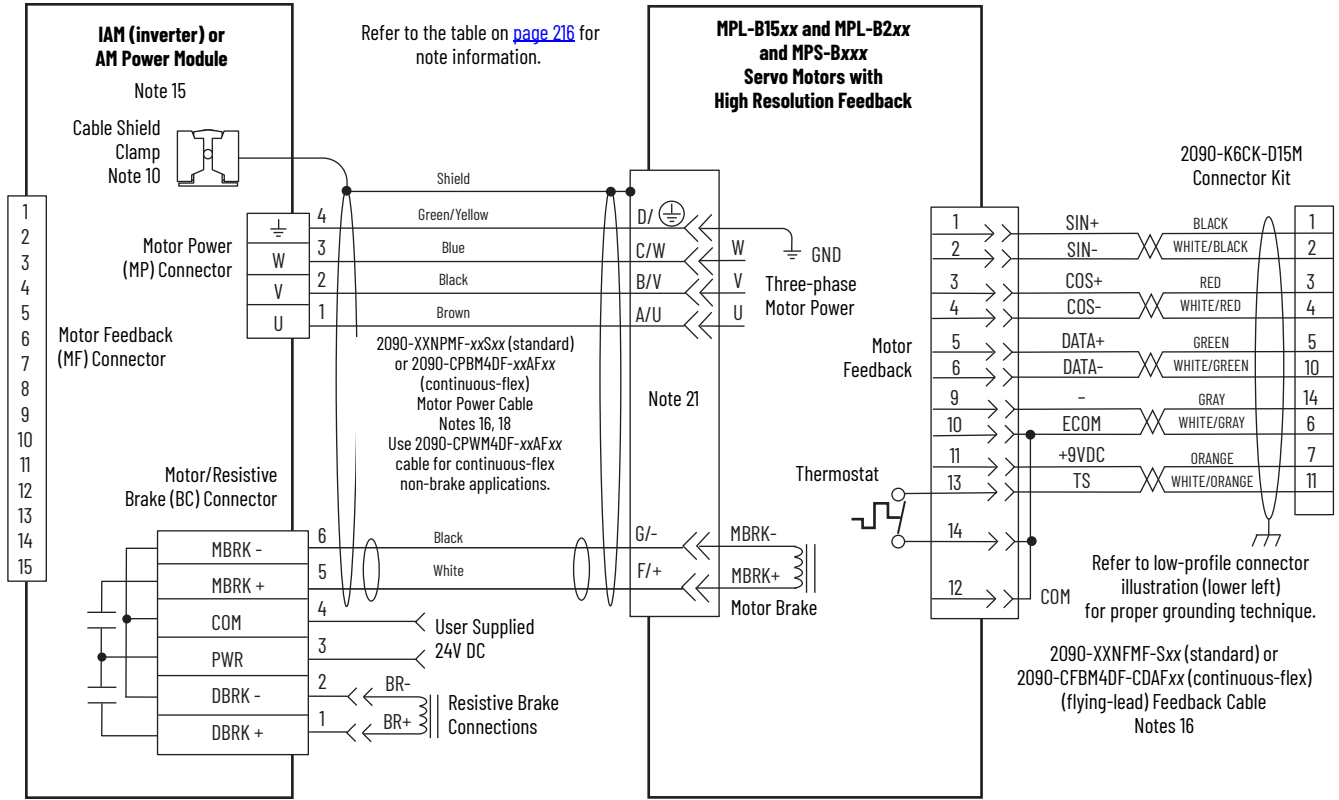 IAM (inverter) or
AM Power Module
Note 15
Cable Shield
Clamp
Note 10
Refer to the table on page 216 for
note information.
MPL-B15xx and MPL-B2xx
and MPS-Bxxx
Servo Motors with
High Resolution Feedback
1
2
3
4
5
6
7
8
9
10
11
12
13
14
15
Motor Feedback
(MF) Connector
Motor Power
(MP) Connector
W
V
U
4
3
2
1
Shield
Green/Yellow
Blue
Black
Brown
D/
C/W
B/V
A/U
W
V
U
GND
Three-phase
Motor Power
2090-XXNPMF-xxSxx (standard)
or 2090-CPBM4DF-xxAFxx
(continuous-flex)
Motor Power Cable
Notes 16, 18
Use 2090-CPWM4DF-xxAFxx
cable for continuous-flex
non-brake applications.
Note 21
Motor/Resistive
Brake (BC) Connector
MBRK -
MBRK +
COM
PWR
DBRK -
DBRK +
6
5
4
3
2
1
Black
White
G/-
F/+
MBRK-
MBRK+
Motor Brake
User Supplied
24V DC
BR-
BR+
Resistive Brake
Connections
Motor
Feedback
Thermostat
1
2
3
4
5
6
9
10
11
13
14
12
SIN+
SIN-
COS+
COS-
DATA+
DATA-
-
ECOM
+9VDC
TS
COM
BLACK
WHITE/BLACK
RED
WHITE/RED
GREEN
WHITE/GREEN
GRAY
WHITE/GRAY
ORANGE
WHITE/ORANGE
2090-K6CK-D15M
Connector Kit
1
2
3
4
5
10
14
6
7
11
Refer to low-profile connector
illustration (lower left)
for proper grounding technique.
2090-XXNFMF-Sxx (standard) or
2090-CFBM4DF-CDAFxx (continuous-flex)
(flying-lead) Feedback Cable
Notes 16